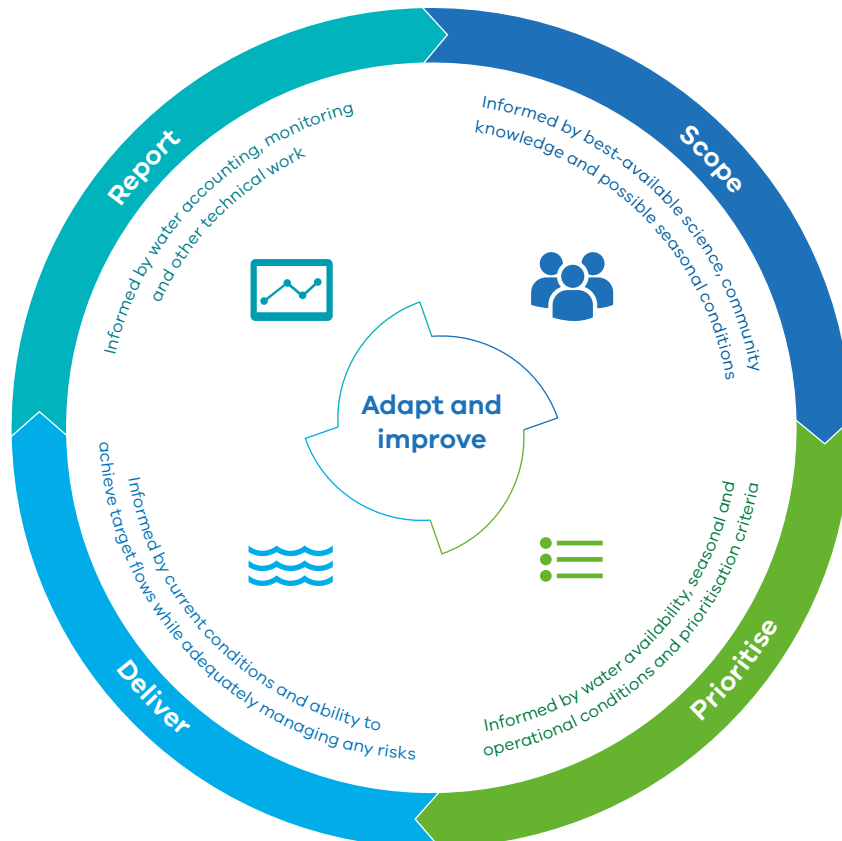 Scope
Informed by best-available science, community
knowledge and possible seasonal conditions
Prioritise
Informed by water availability, seasonal and
operational conditions and prioritisation criteria
Deliver
Informed by current conditions and ability to
achieve target flows while adequately managing any risks
Report
Informed by water accounting, monitoring
and other technical work
Adapt and
improve